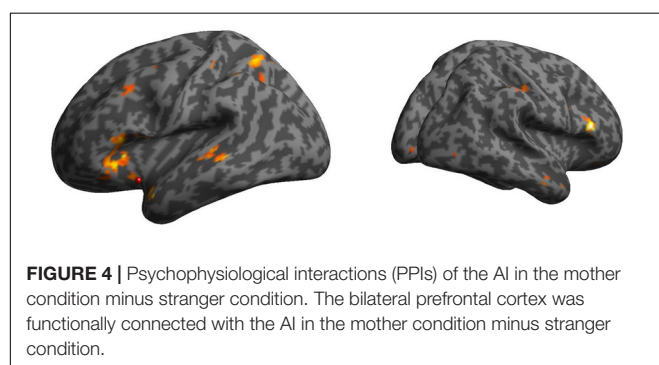 FIGURE 4 | Psychophysiological interactions (PPIs) of the AI in the mother
condition minus stranger condition. The bilateral prefrontal cortex was
functionally connected with the AI in the mother condition minus stranger
condition.